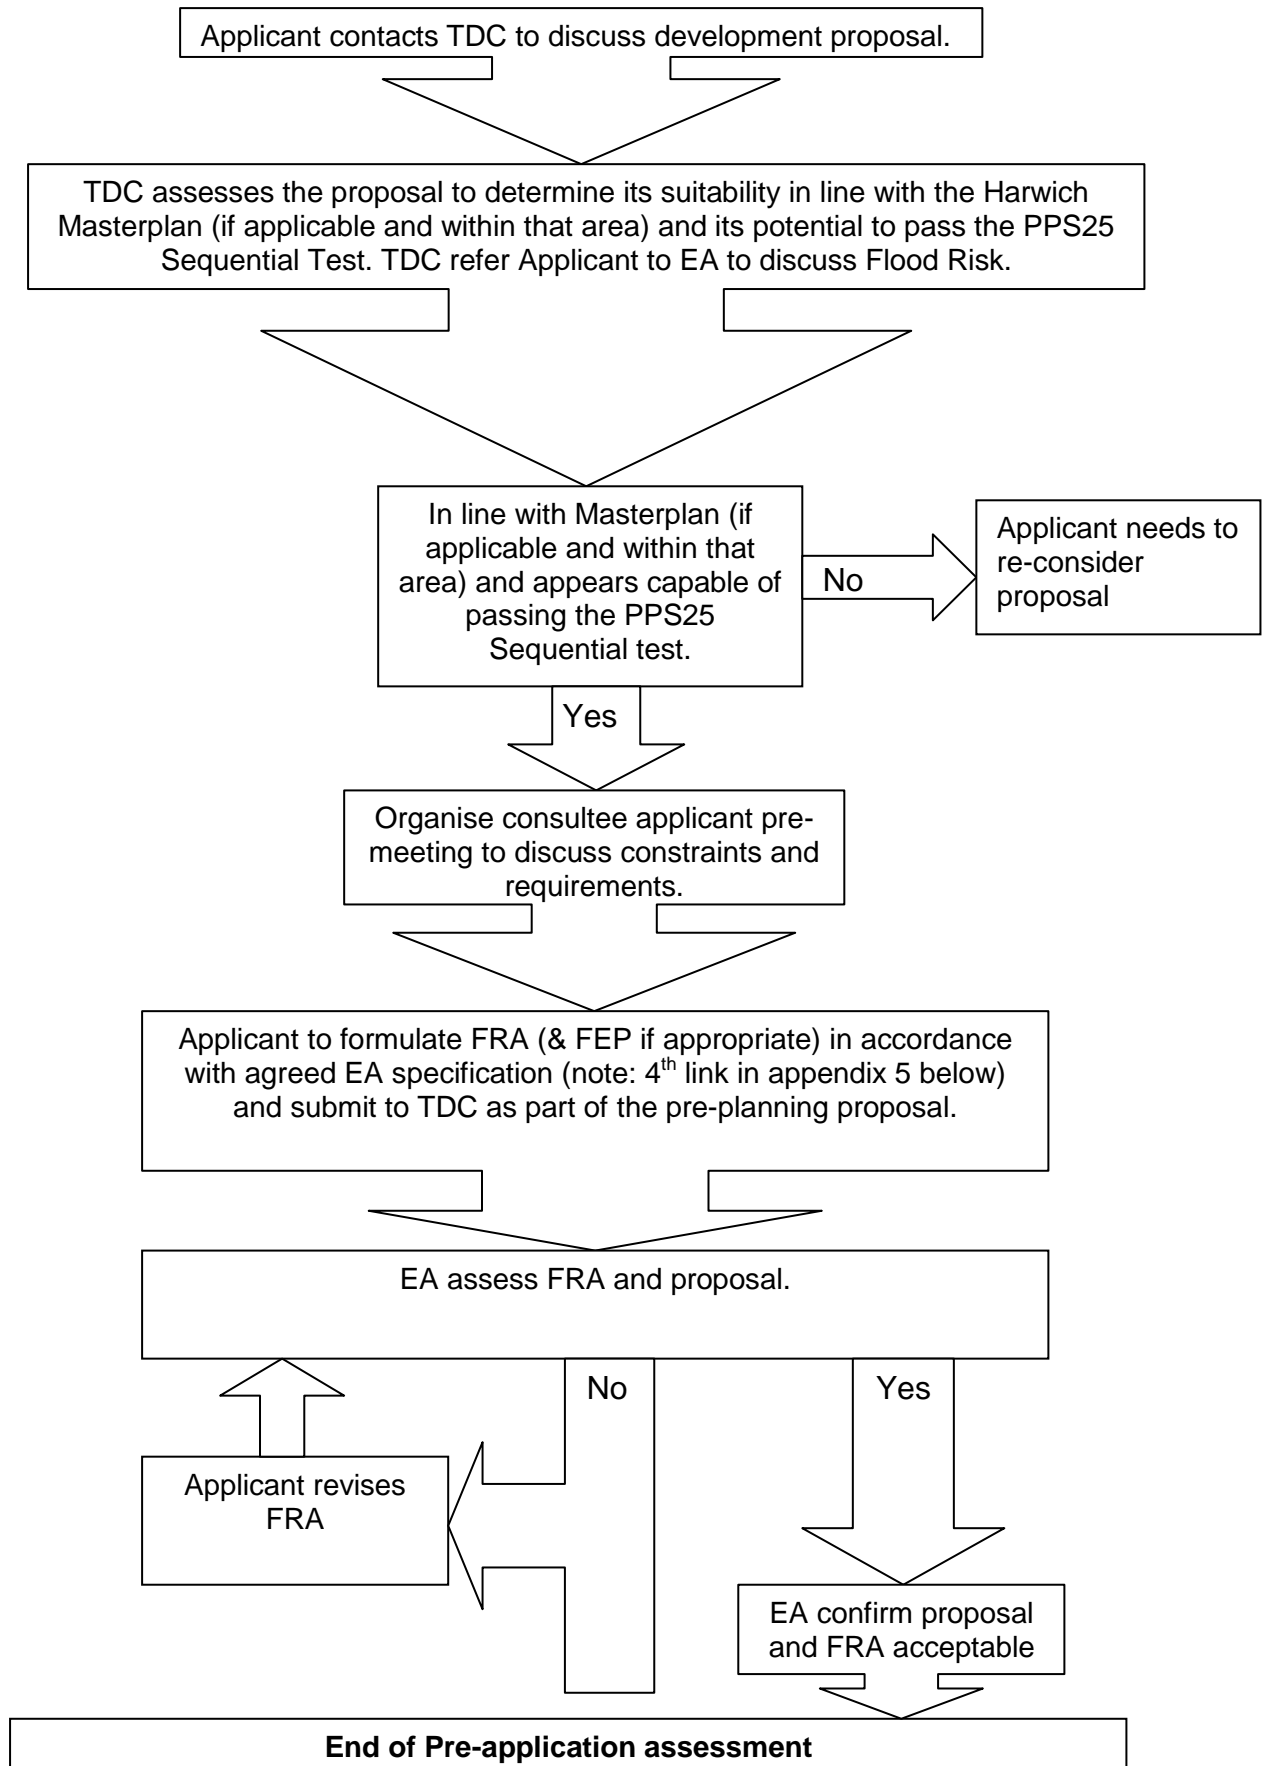 Applicant contacts TDC to discuss development proposal.
TDC assesses the proposal to determine its suitability in line with the Harwich
Masterplan (if applicable and within that area) and its potential to pass the PPS25
Sequential Test. TDC refer Applicant to EA to discuss Flood Risk.
In line with Masterplan (if
applicable and within that
area) and appears capable of
passing the PPS25
Sequential test.
No
Applicant needs to
re-consider
proposal
Yes
Organise consultee applicant pre-
meeting to discuss constraints and
requirements.
Applicant to formulate FRA (& FEP if appropriate) in accordance
with agreed EA specification (note: 4th link in appendix 5 below)
and submit to TDC as part of the pre-planning proposal.
EA assess FRA and proposal.
No
Yes
Applicant revises
FRA
EA confirm proposal
and FRA acceptable
End of Pre-application assessment